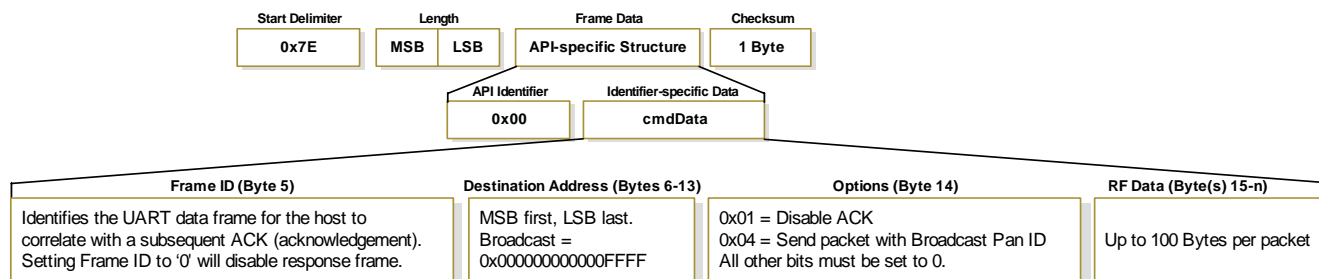 Start Delimiter
Length
Frame Data
Checksum
0x7E
MSB
LSB
API-specific Structure
1 Byte
API Identifier
Identifier-specific Data
0x00
cmdData
Frame ID (Byte 5)
Identifies the UART data frame for the host to
correlate with a subsequent ACK (acknowledgement).
Setting Frame ID to ‘0’ will disable response frame.
Destination Address (Bytes 6-13)
MSB first, LSB last.
Broadcast =
0x000000000000FFFF
Options (Byte 14)
0x01 = Disable ACK
0x04 = Send packet with Broadcast Pan ID
All other bits must be set to 0.
RF Data (Byte(s) 15-n)
Up to 100 Bytes per packet